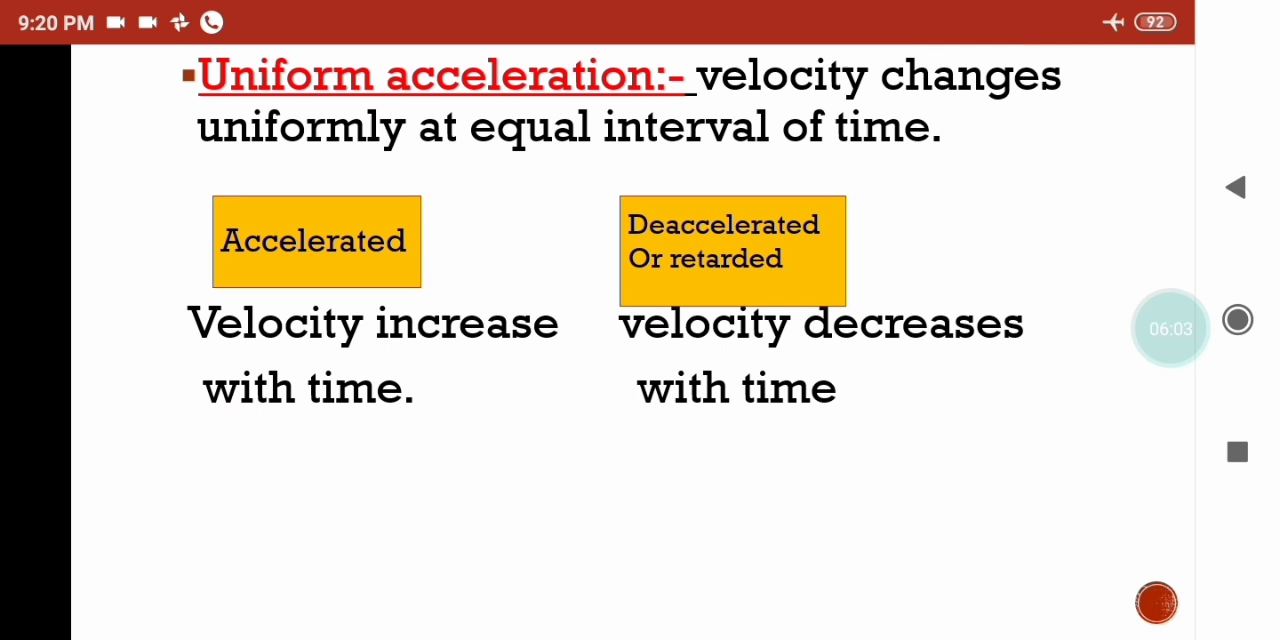 9:20 PM
92
Uniform acceleration:- velocity changes
uniformly at equal interval of time.
Accelerated
Deaccelerated
Or retarded
Velocity increase
with time.
velocity decreases
with time
06:03